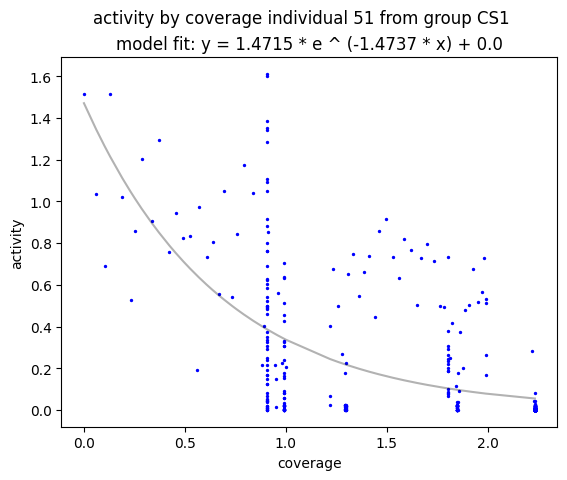 activity by coverage individual 51 from group CS1
model fit: y = 1.4715 * e ^ (-1.4737 * x) + 0.0
1.6
1.4
1.2
1.0
0.8
0.6
0.4
0.2
0.0
activity
0.0 0.5 1.0 1.5 2.0
coverage